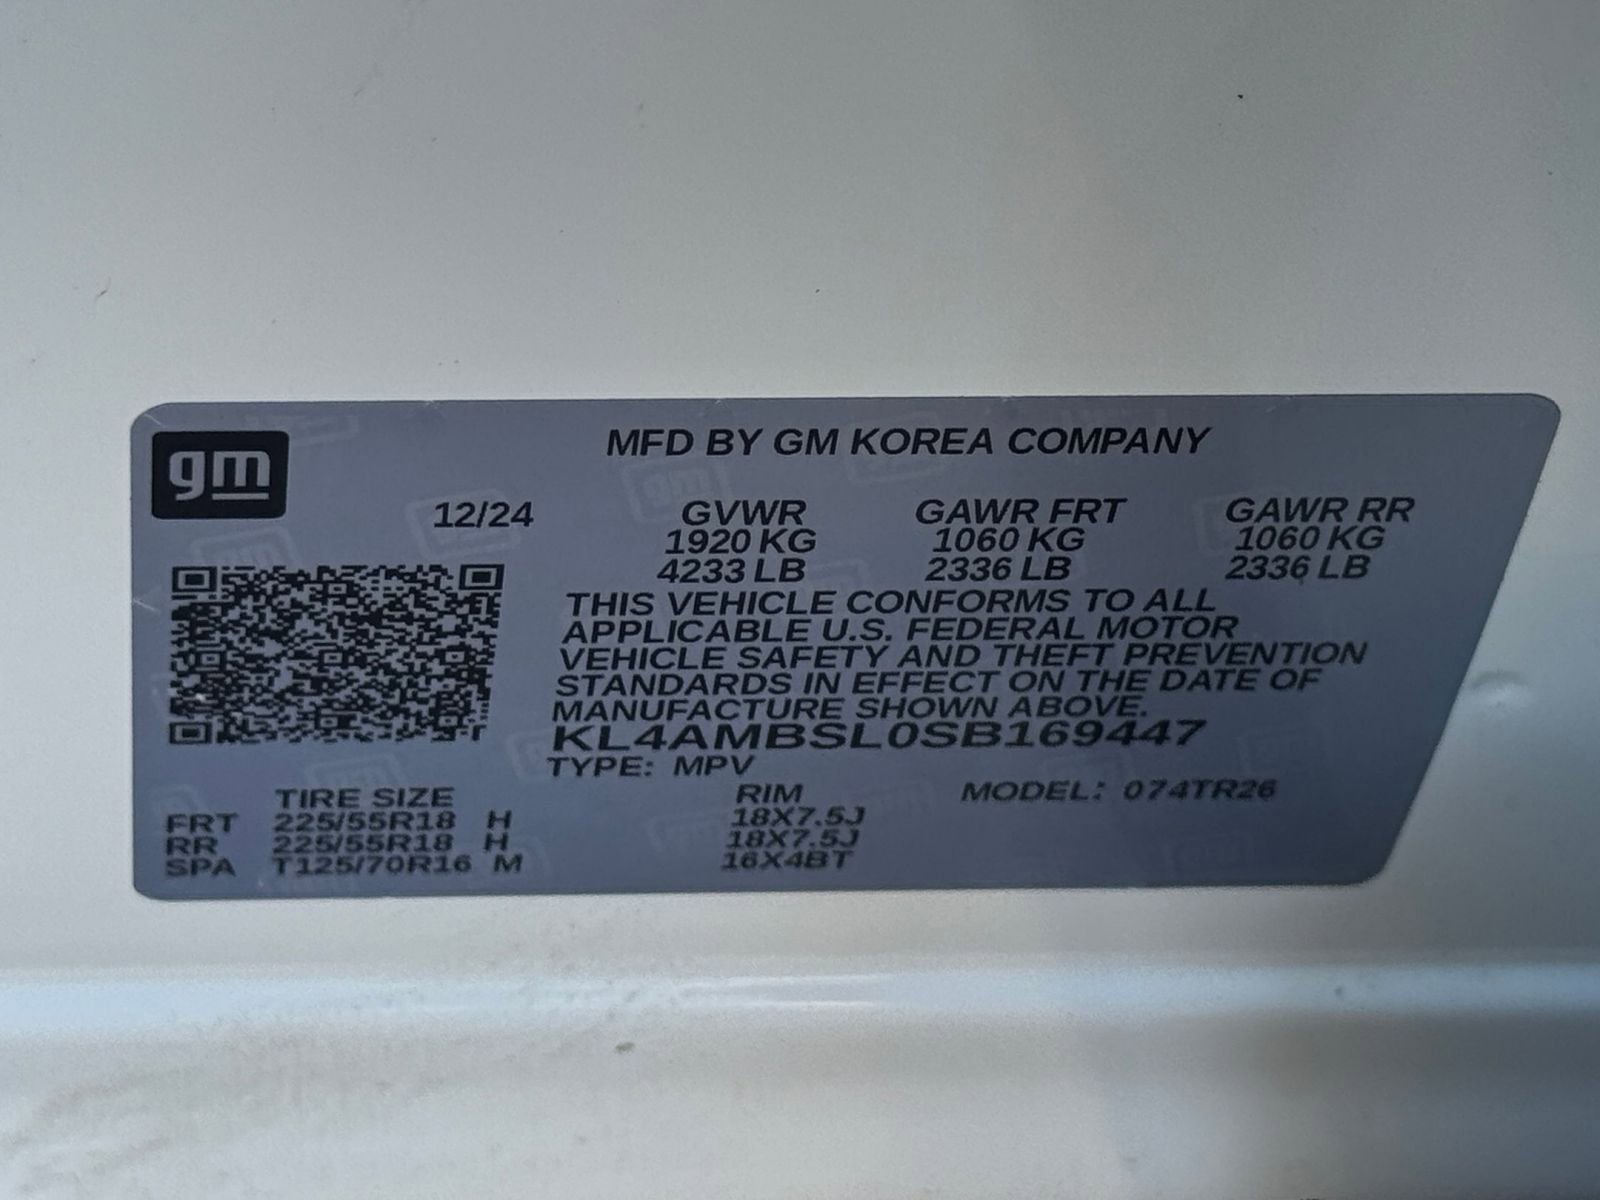 gm
MFD BY GM KOREA COMPANY
12/24 GVWR GAWR FRT GAWR RR
1920 KG 1060 KG 1060 KG
4233 LB 2336 LB 2336 LB
THIS VEHICLE CONFORMS TO ALL
APPLICABLE U.S. FEDERAL MOTOR
VEHICLE SAFETY AND THEFT PREVENTION
STANDARDS IN EFFECT ON THE DATE OF
MANUFACTURE SHOWN ABOVE.
KL4AMBSL0SB169447
TYPE: MPV
TIRE SIZE RIM MODEL: 074TR26
FRT 225/55R18 H 18X7.5J
RR 225/55R18 H 18X7.5J
SPA T125/70R16 M 16X4BT